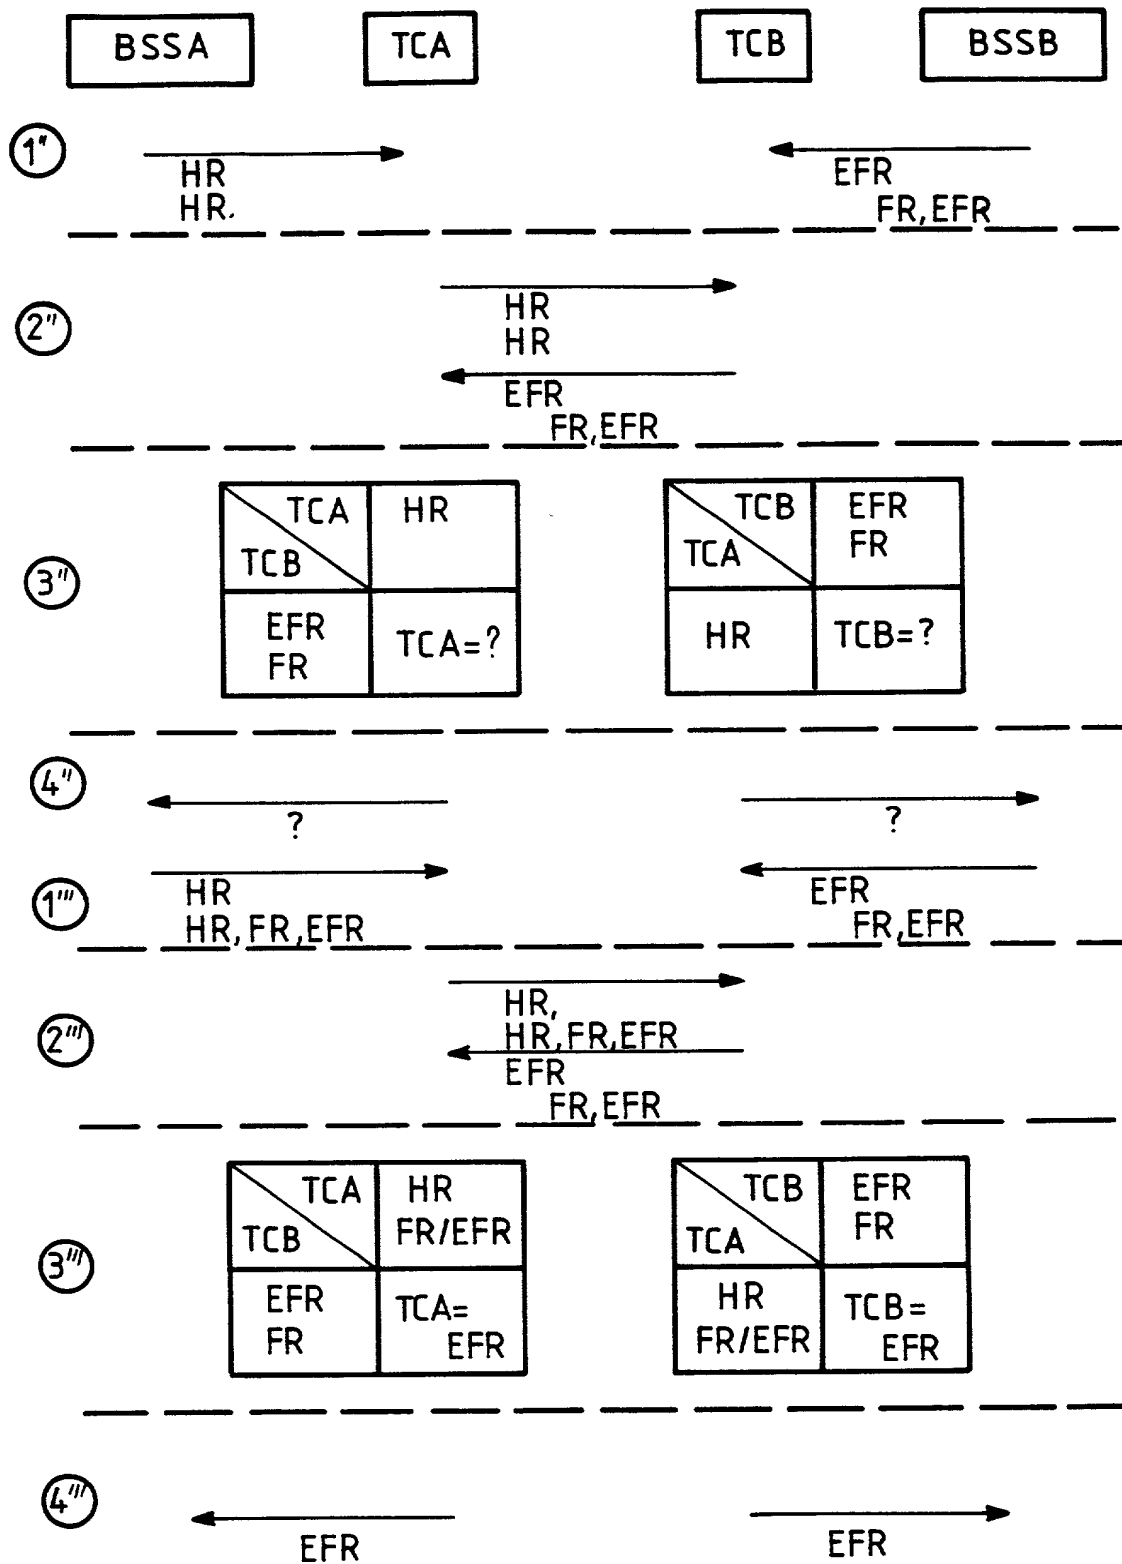 BSSA TCA TCB BSSB
1"
HR
HR.
EFR
FR,EFR
2"
HR
HR
EFR
FR,EFR
3"
TCA HR
TCB
EFR
FR
TCA=?
TCB EFR
FR
TCA
HR
TCB=?
4"
?
?
1'''
HR
HR,FR,EFR
EFR
FR,EFR
2'''
HR,
HR,FR,EFR
EFR
FR,EFR
3'''
TCA HR
FR/EFR
TCB
EFR
FR
TCA=
EFR
TCB EFR
FR
TCA
HR
FR/EFR
TCB=
EFR
4'''
EFR
EFR